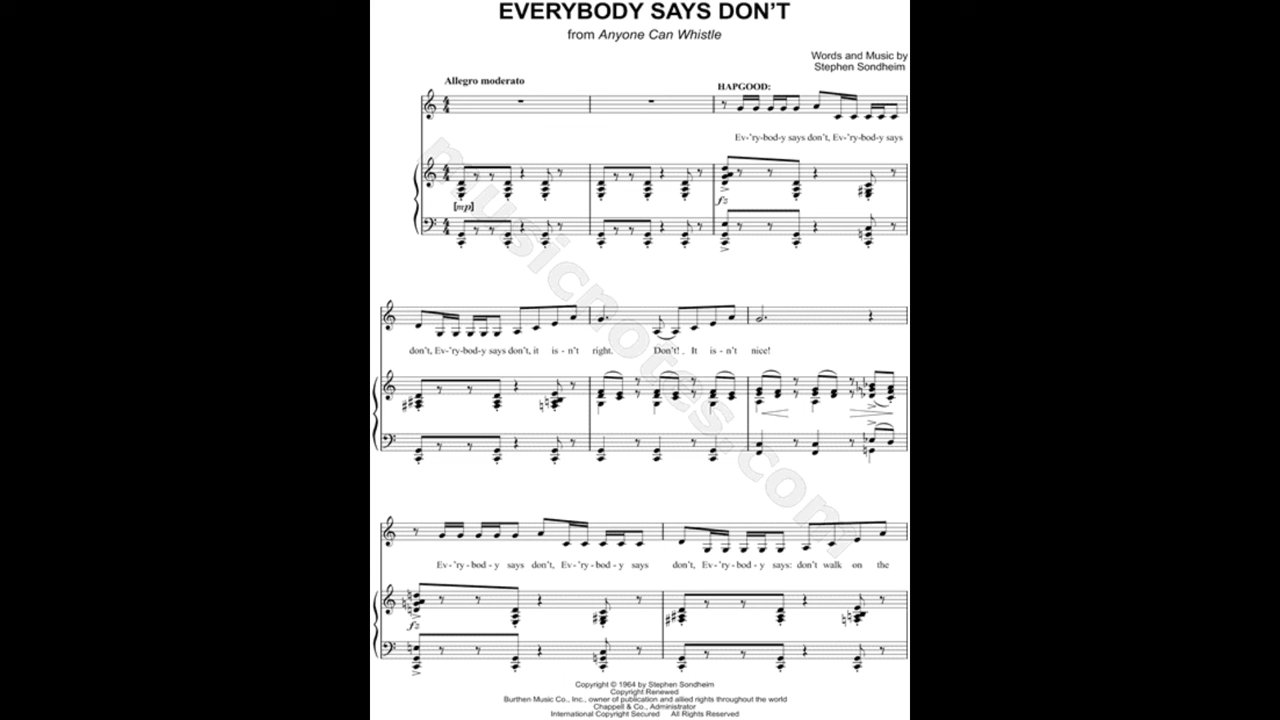 EVERYBODY SAYS DON'T
from Anyone Can Whistle
Words and Music by
Stephen Sondheim
Allegro moderato
HAPGOOD:
Ev-'ry-bod-y says don't, Ev-'ry-bod-y says
[mp]
fz
don't, Ev-'ry-bod-y says don't, it is - n't right. Don't! It is - n't nice!
Ev-'ry - bod - y says don't, Ev-'ry - bod - y says don't, Ev-'ry - bod - y says: don't walk on the
fz
musicnotes.com
Copyright © 1964 by Stephen Sondheim
Copyright Renewed
Burthen Music Co., Inc., owner of publication and allied rights throughout the world
Chappell & Co., Administrator
International Copyright Secured All Rights Reserved